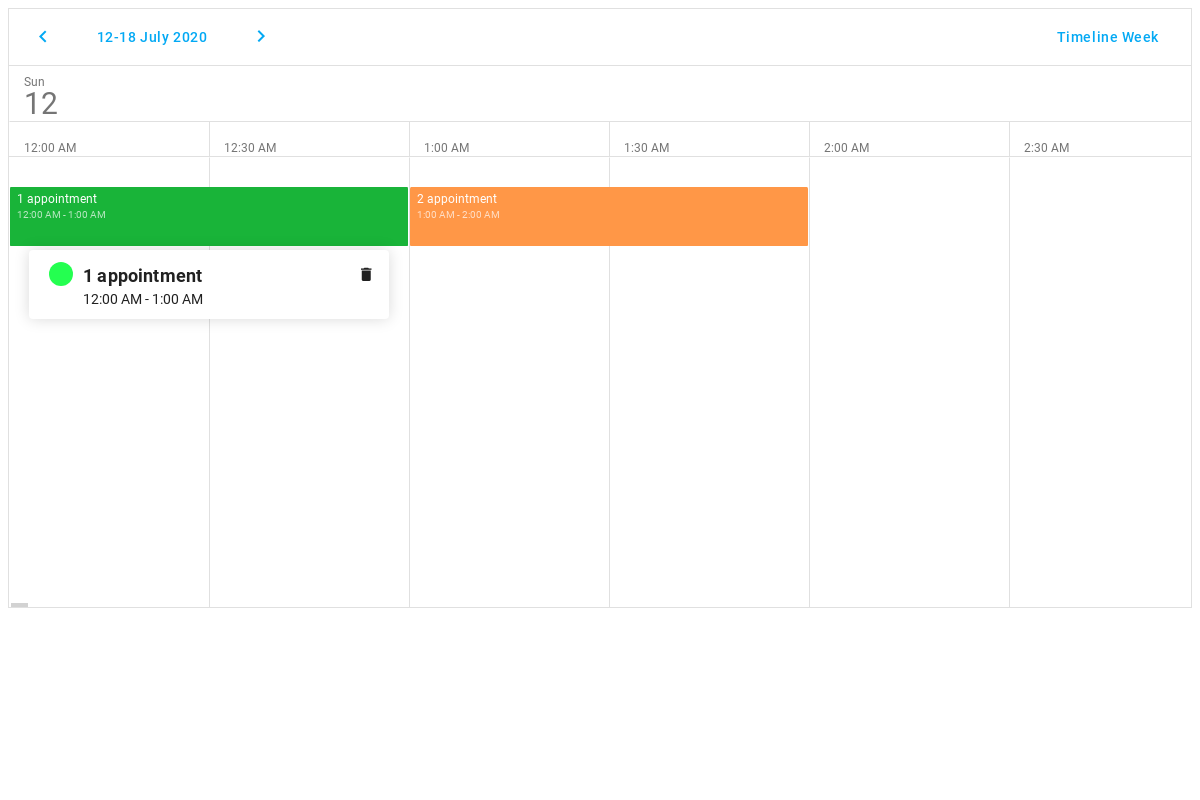 12-18 July 2020
Timeline Week
Sun
12
12:00 AM
12:30 AM
1:00 AM
1:30 AM
2:00 AM
2:30 AM
1 appointment
12:00 AM - 1:00 AM
2 appointment
1:00 AM - 2:00 AM
1 appointment
12:00 AM - 1:00 AM